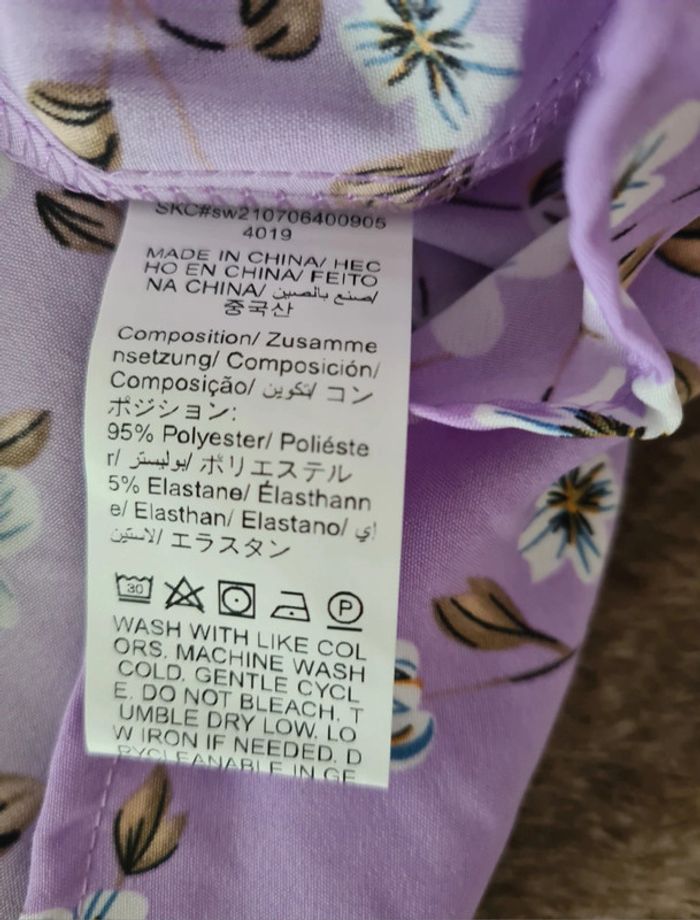 SKC#sw210706400905
4019
MADE IN CHINA/ HEC
HO EN CHINA/ FEITO
NA CHINA/ صنع بالصين/
중국산
Composition/ Zusamme
nsetzung/ Composición/
Composição/ تكوين/ コン
ポジション:
95% Polyester/ Poliéste
r/ بوليستر/ ポリエステル
5% Elastane/ Élasthann
e/ Elasthan/ Elastano/ إي
لاستين/ エラスタン
30 P
WASH WITH LIKE COL
ORS. MACHINE WASH
COLD. GENTLE CYCL
E. DO NOT BLEACH. T
UMBLE DRY LOW. LO
W IRON IF NEEDED. D
RYCLEANABLE IN GE